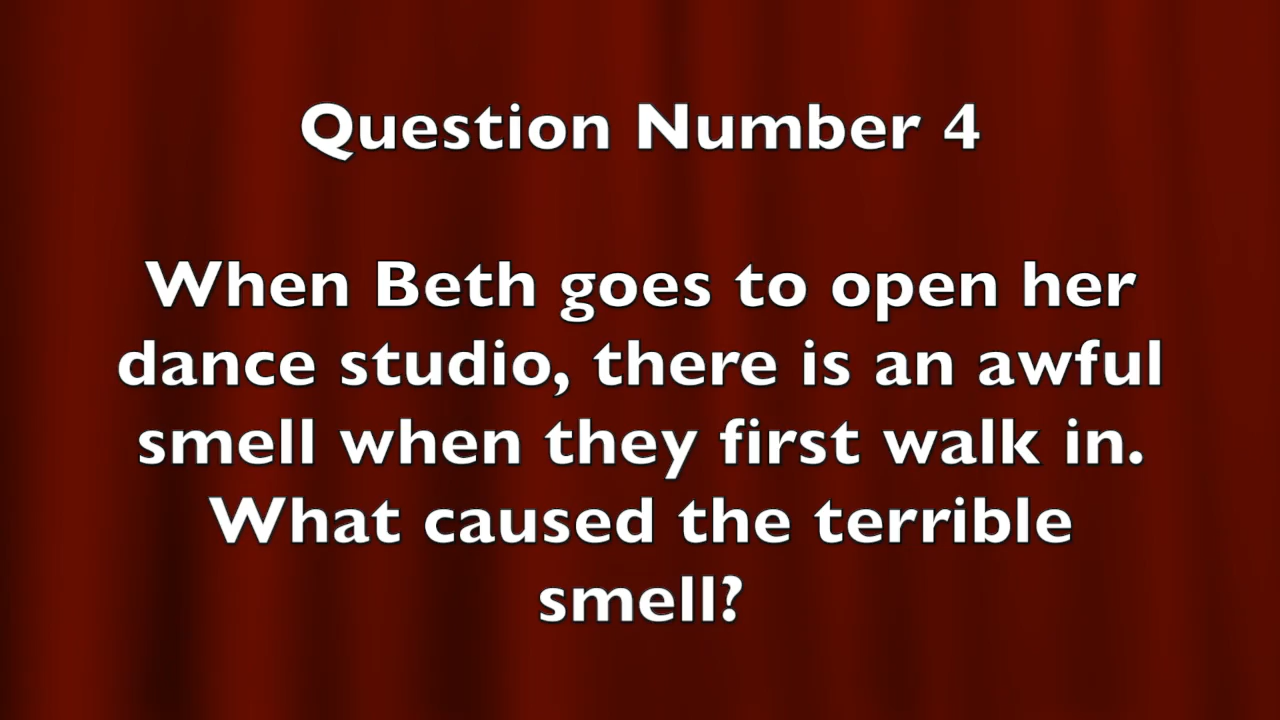 Question Number 4
When Beth goes to open her
dance studio, there is an awful
smell when they first walk in.
What caused the terrible
smell?